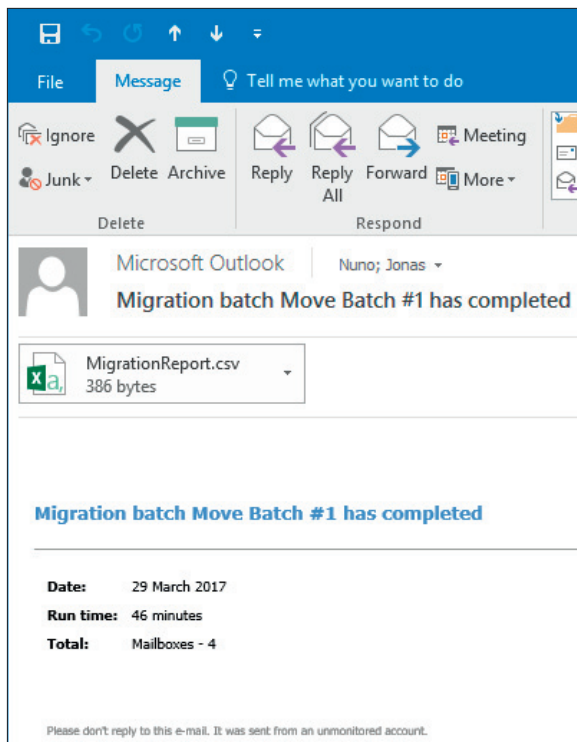 File Message Tell me what you want to do
Ignore
Junk
Delete Archive
Reply Reply All Forward
Meeting
More
Delete Respond
Microsoft Outlook Nuno; Jonas
Migration batch Move Batch #1 has completed
MigrationReport.csv
386 bytes
Migration batch Move Batch #1 has completed
Date: 29 March 2017
Run time: 46 minutes
Total: Mailboxes - 4
Please don't reply to this e-mail. It was sent from an unmonitored account.